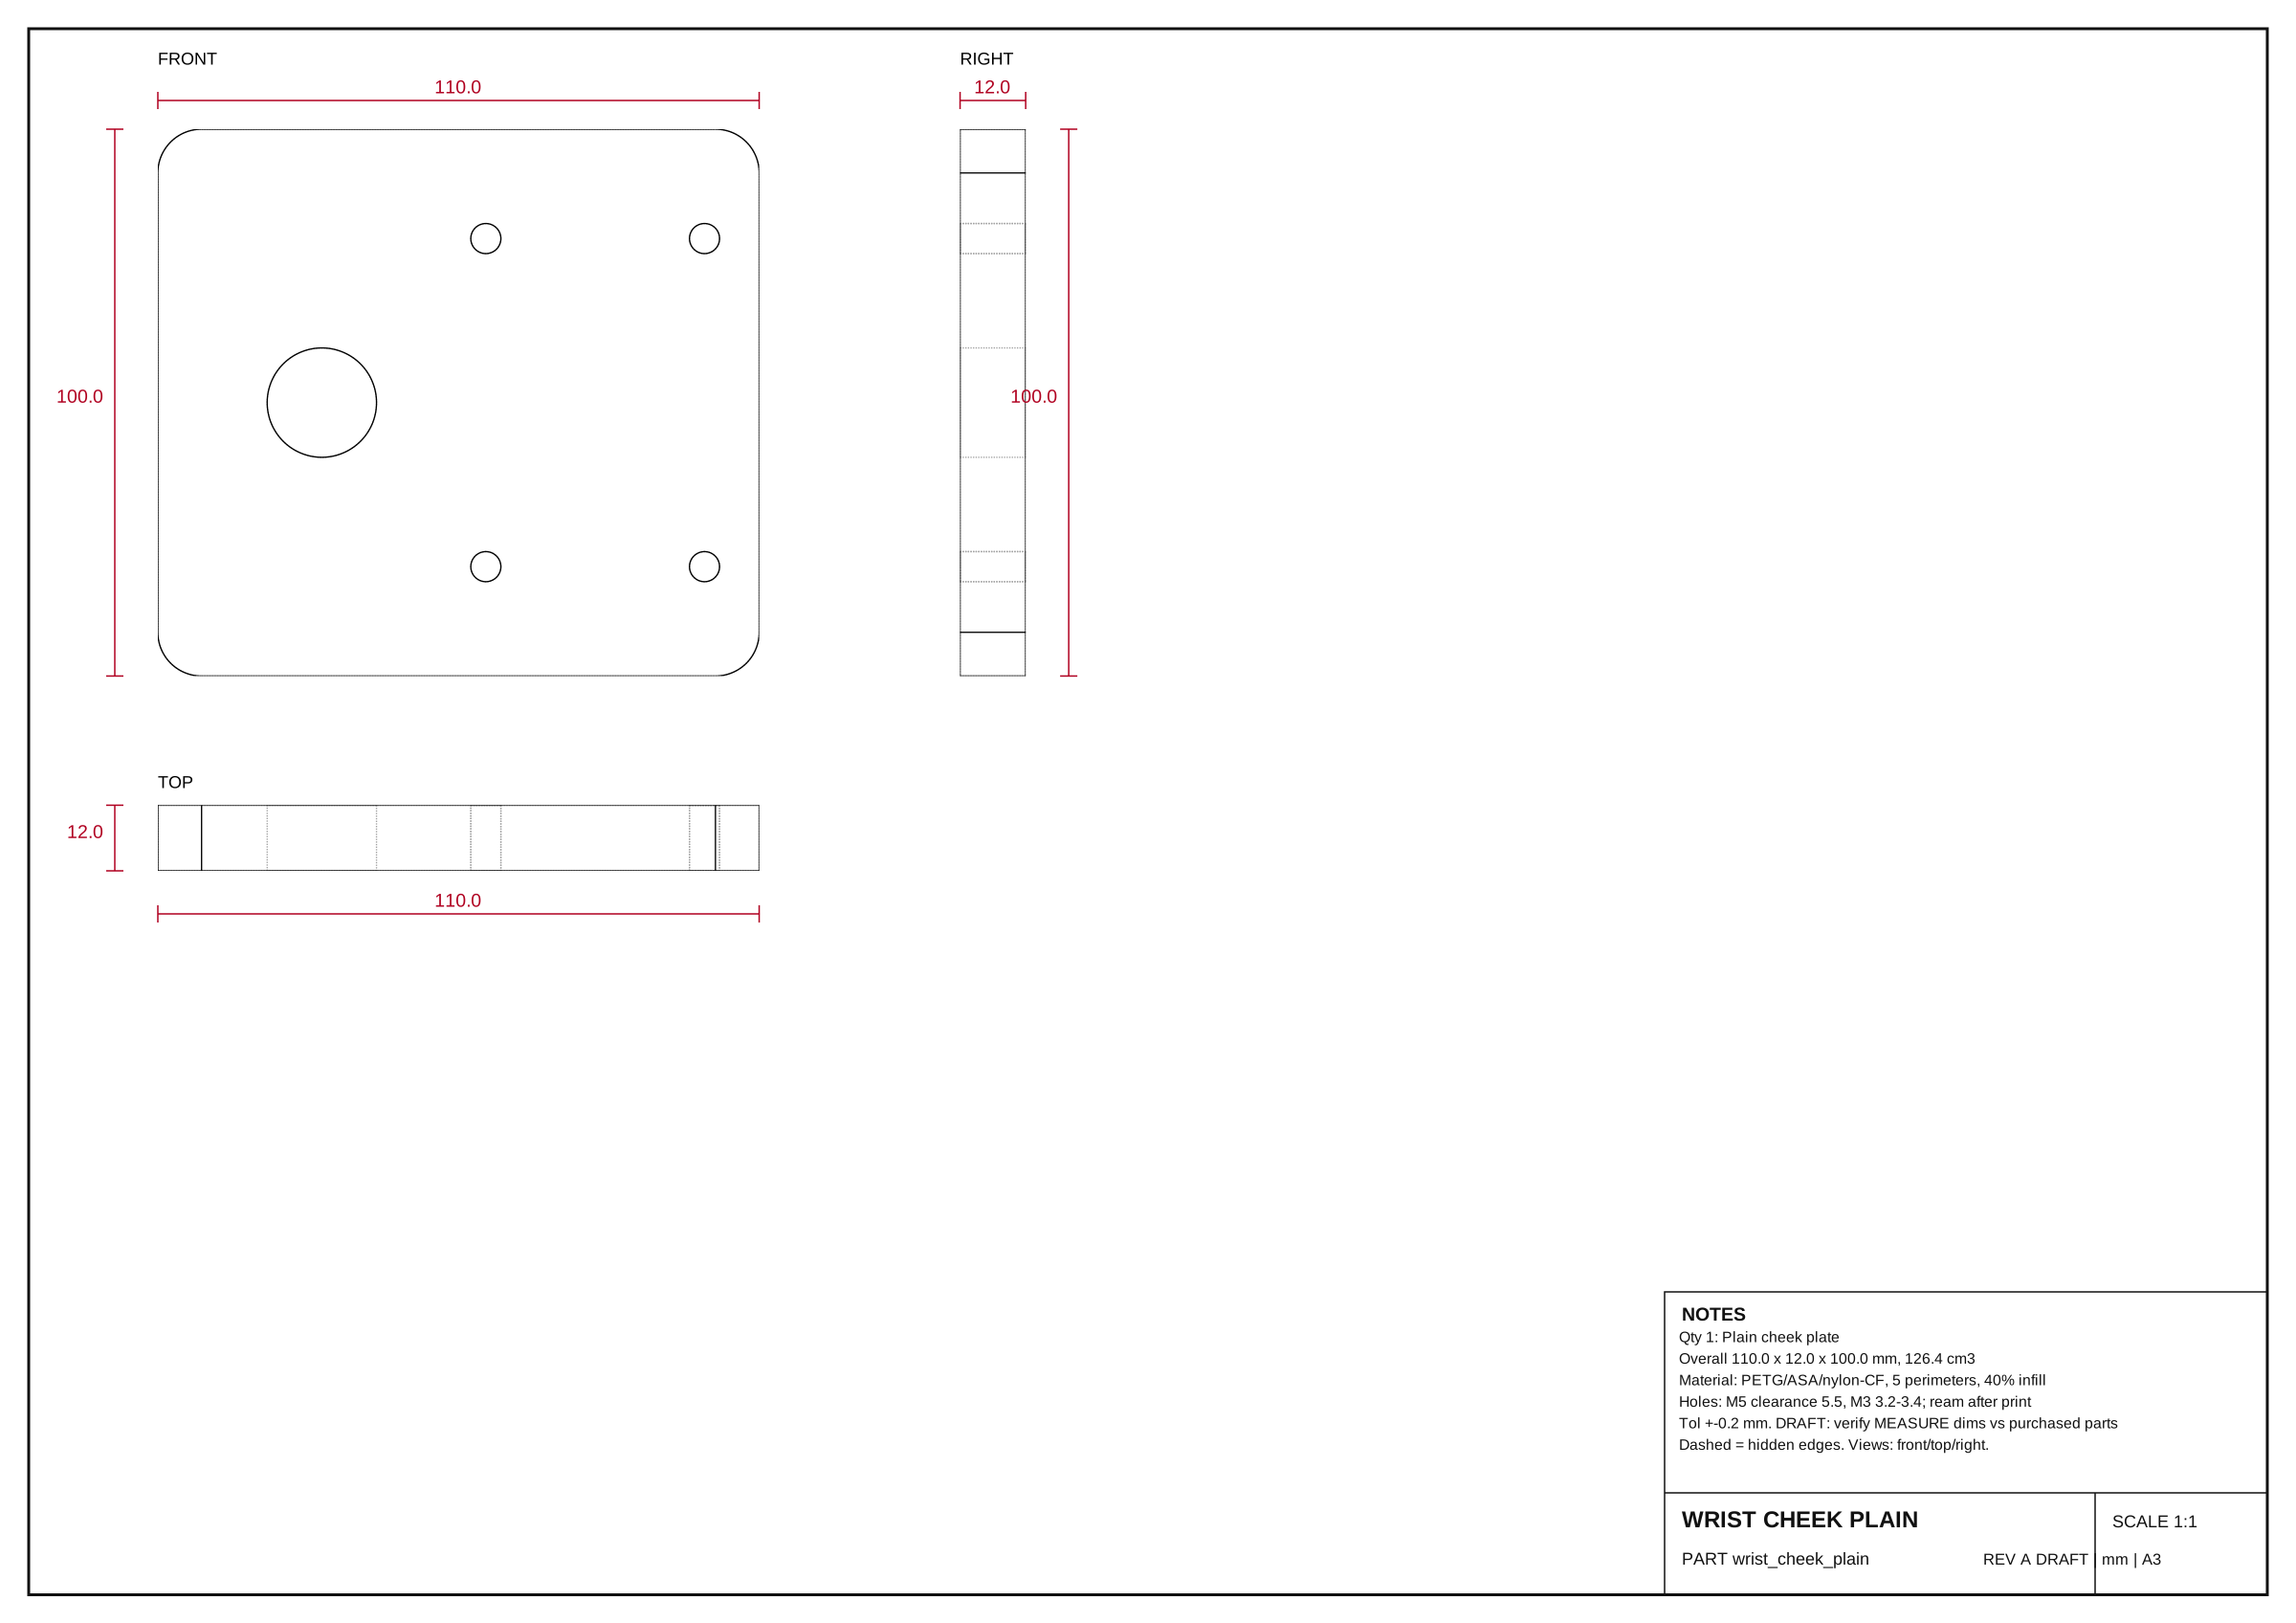 FRONT
RIGHT
110.0
12.0
100.0
100.0
TOP
12.0
110.0
NOTES
Qty 1: Plain cheek plate
Overall 110.0 x 12.0 x 100.0 mm, 126.4 cm3
Material: PETG/ASA/nylon-CF, 5 perimeters, 40% infill
Holes: M5 clearance 5.5, M3 3.2-3.4; ream after print
Tol +-0.2 mm. DRAFT: verify MEASURE dims vs purchased parts
Dashed = hidden edges. Views: front/top/right.
WRIST CHEEK PLAIN
SCALE 1:1
PART wrist_cheek_plain
REV A DRAFT | mm | A3